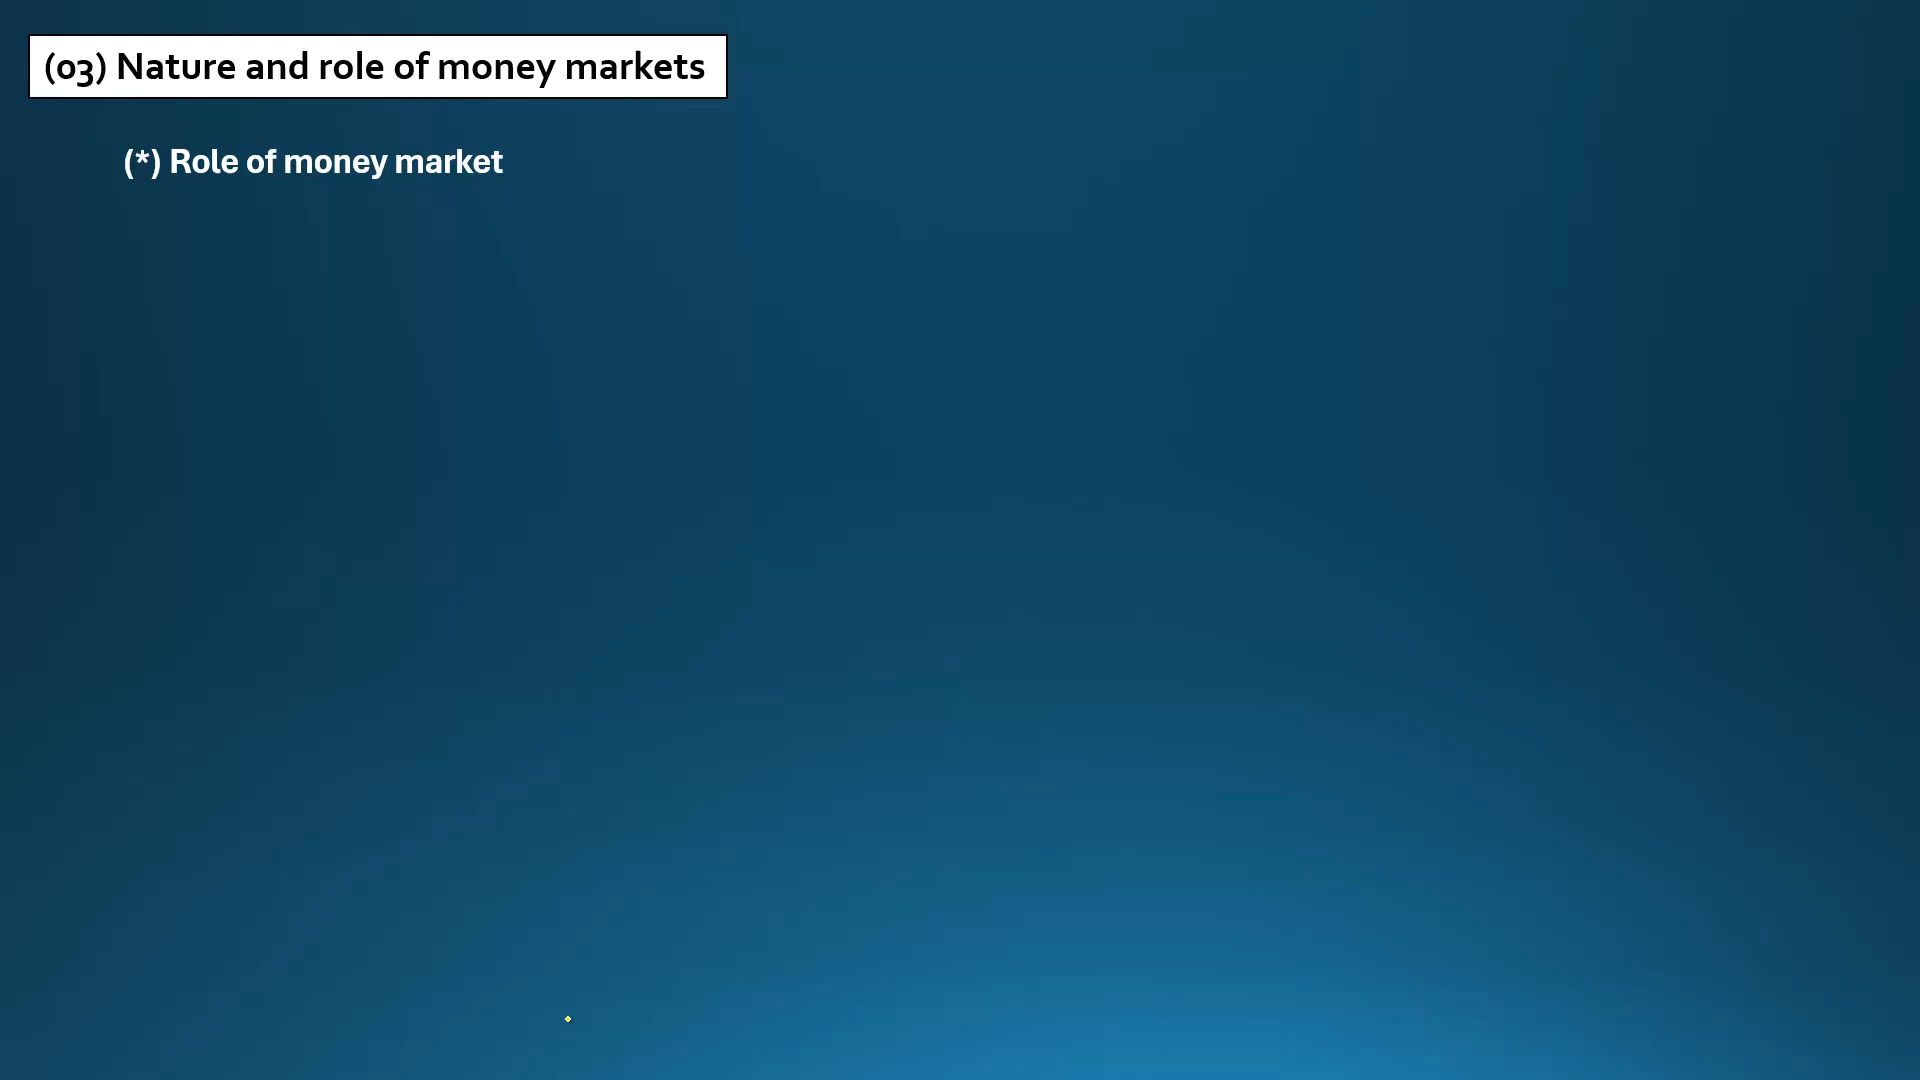 (03) Nature and role of money markets
(*) Role of money market